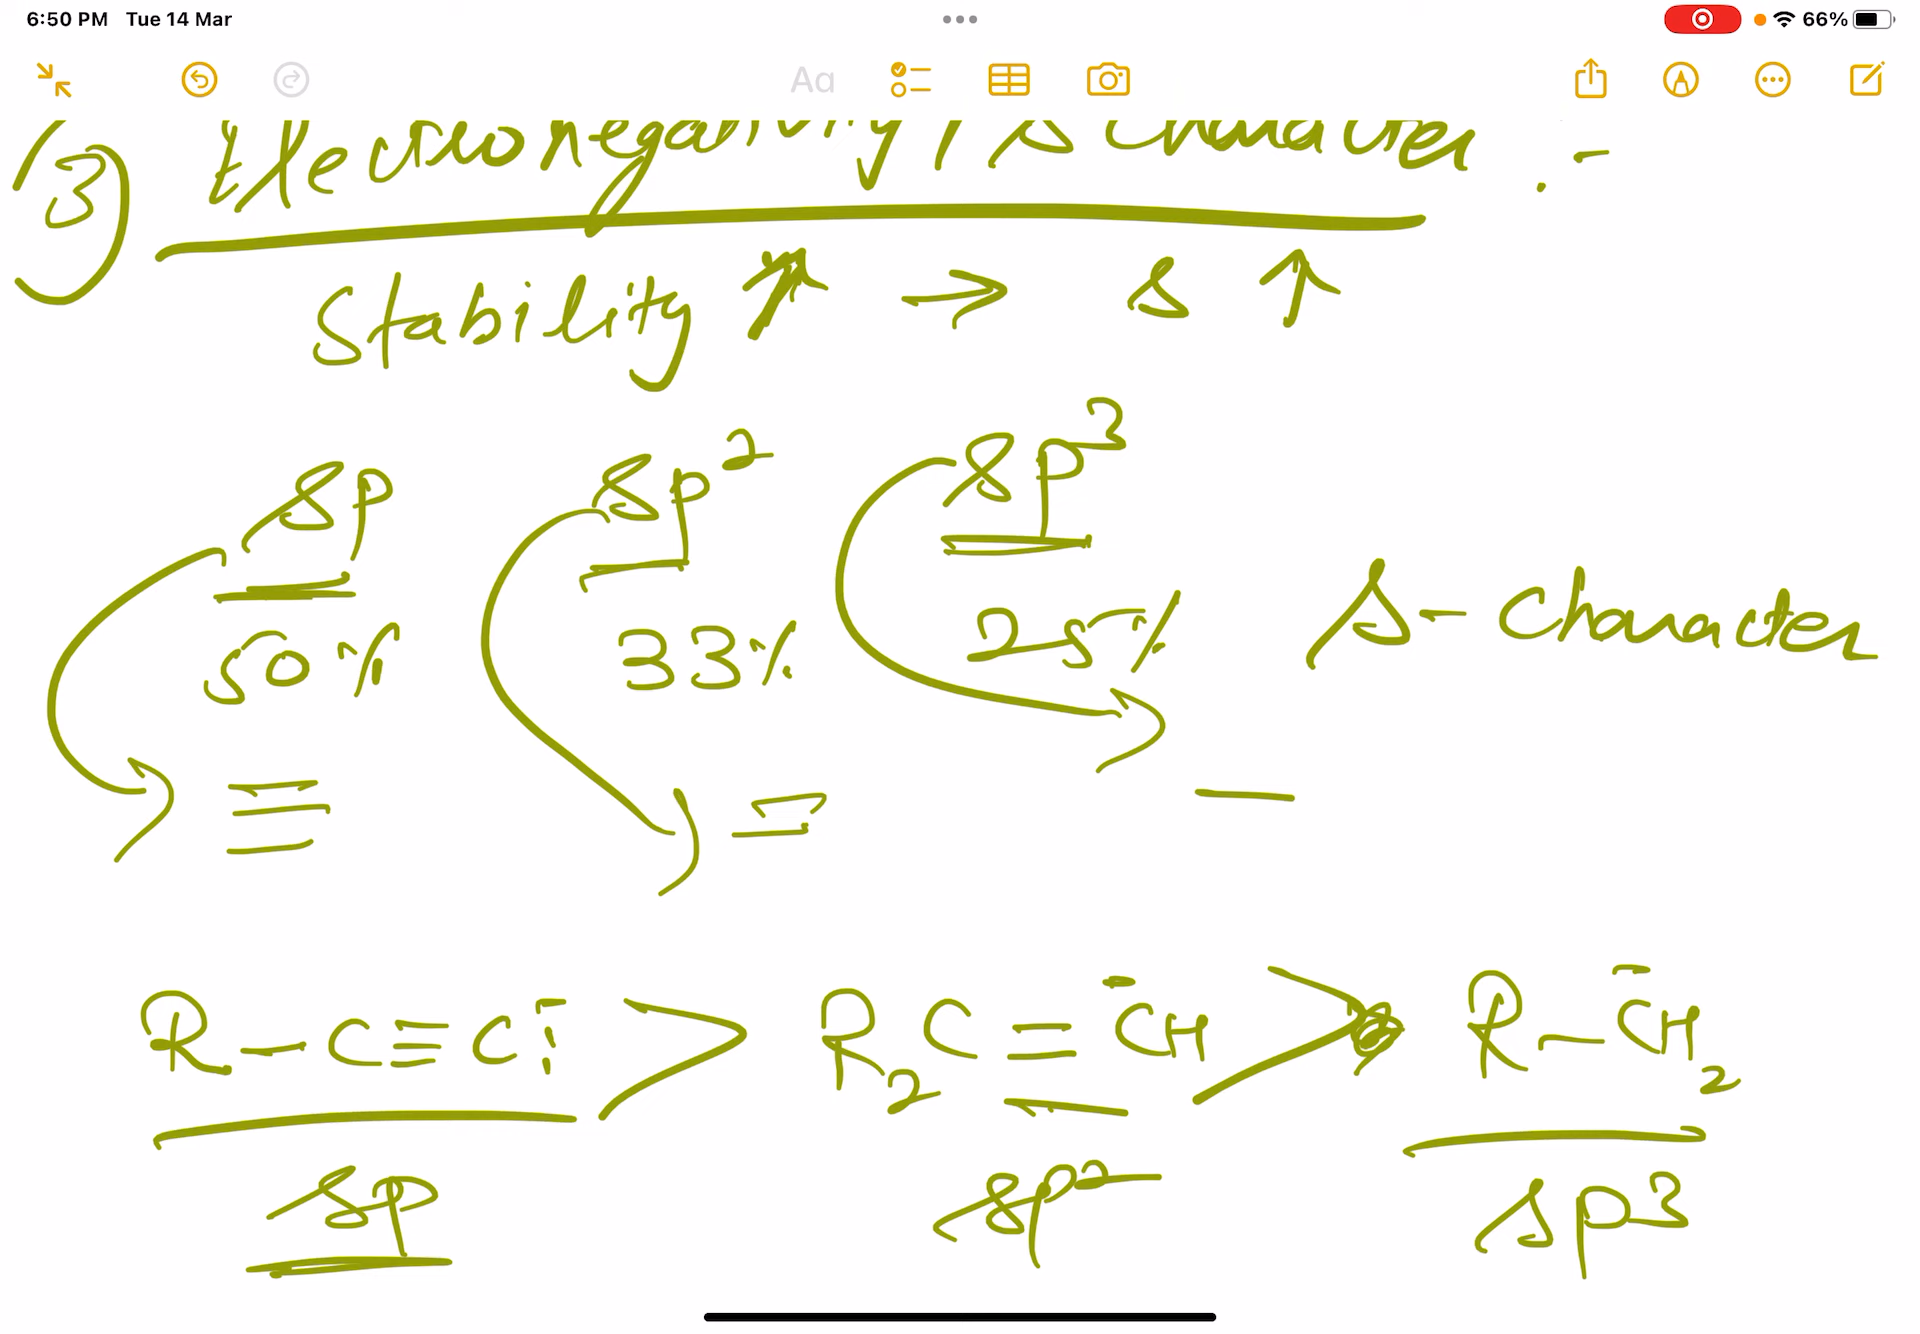 6:50 PM Tue 14 Mar
66%
Aa
(3) Electronegativity / s character :-
Stability ↑ → s ↑
sp sp² sp³
50% 33% 25% s-character
≡ = —
R-C≡C:⁻ > R₂C=C̄H > R-C̄H₂
sp sp² sp³